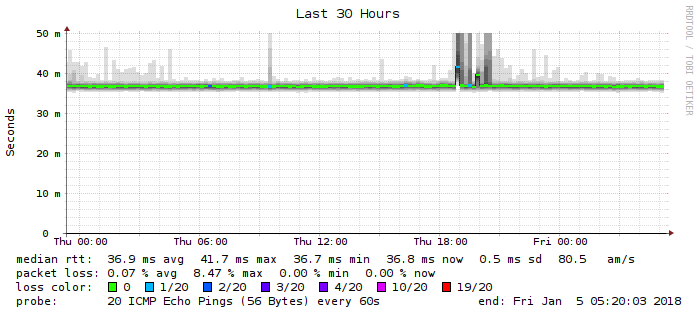 Last 30 Hours
RRDTOOL / TOBI OETIKER
Seconds
50 m
40 m
30 m
20 m
10 m
0
Thu 00:00 Thu 06:00 Thu 12:00 Thu 18:00 Fri 00:00
median rtt: 36.9 ms avg 41.7 ms max 36.7 ms min 36.8 ms now 0.5 ms sd 80.5 am/s
packet loss: 0.07 % avg 8.47 % max 0.00 % min 0.00 % now
loss color: 0 1/20 2/20 3/20 4/20 10/20 19/20
probe: 20 ICMP Echo Pings (56 Bytes) every 60s end: Fri Jan 5 05:20:03 2018